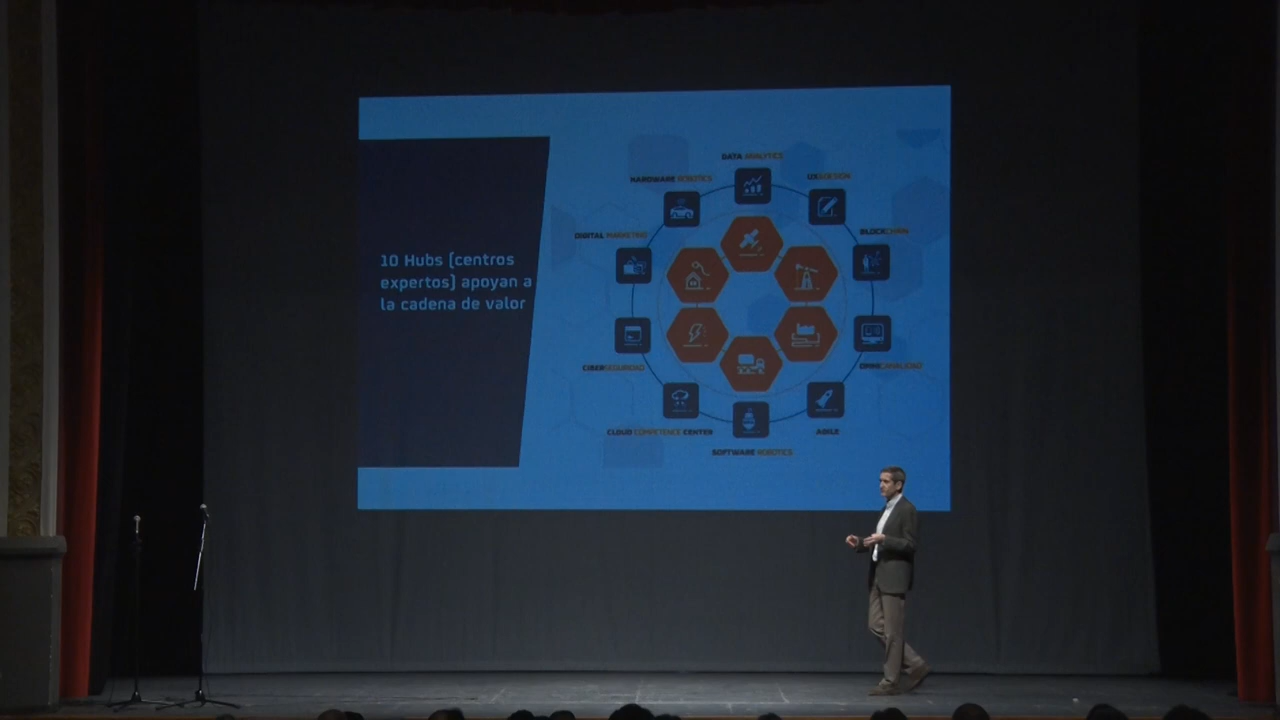 10 Hubs (centros
expertos) apoyan a
la cadena de valor
DATA ANALYTICS
HARDWARE ROBOTICS
UX&DESIGN
DIGITAL MARKETING
BLOCKCHAIN
CIBERSEGURIDAD
OMNICANALIDAD
CLOUD COMPETENCE CENTER
AGILE
SOFTWARE ROBOTICS